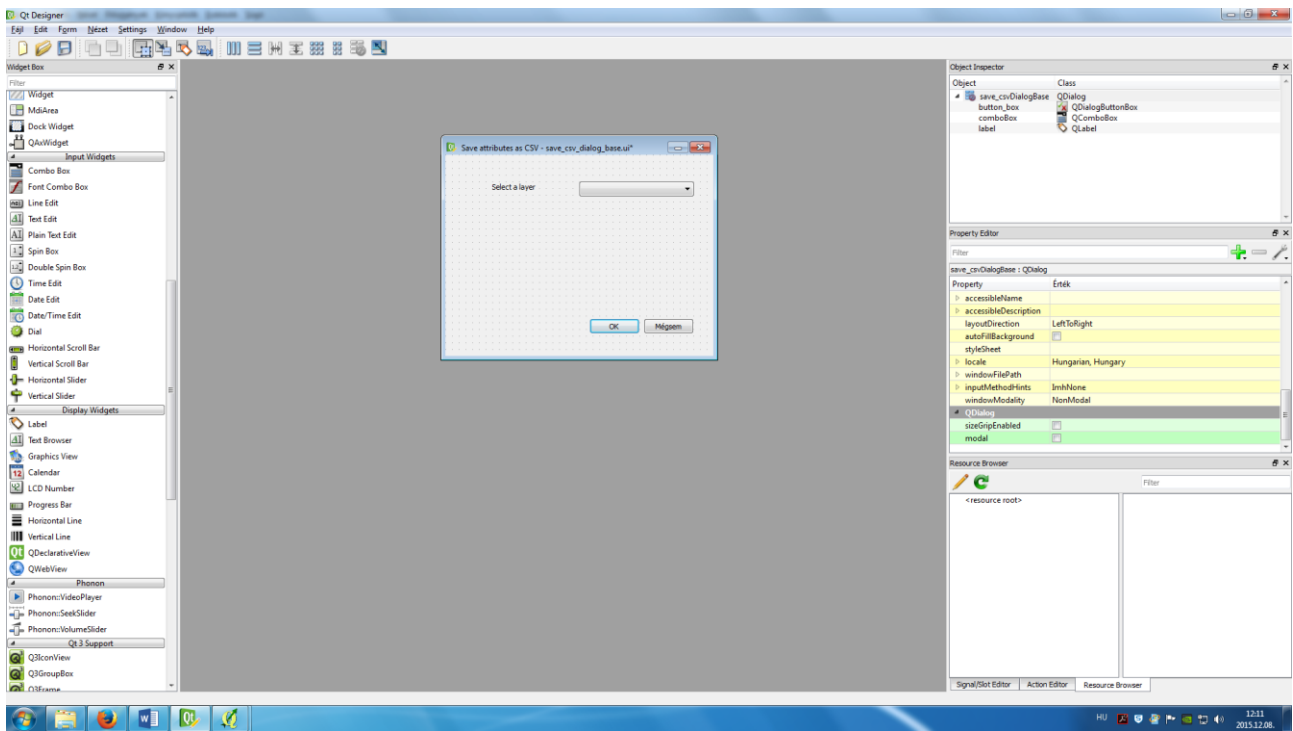 Qt Designer
Fájl Edit Form Nézet Settings Window Help
Widget Box
Filter
Widget
MdiArea
Dock Widget
QAxWidget
Input Widgets
Combo Box
Font Combo Box
Line Edit
Text Edit
Plain Text Edit
Spin Box
Double Spin Box
Time Edit
Date Edit
Date/Time Edit
Dial
Horizontal Scroll Bar
Vertical Scroll Bar
Horizontal Slider
Vertical Slider
Display Widgets
Label
Text Browser
Graphics View
Calendar
LCD Number
Progress Bar
Horizontal Line
Vertical Line
QDeclarativeView
QWebView
Phonon
Phonon::VideoPlayer
Phonon::SeekSlider
Phonon::VolumeSlider
Qt 3 Support
Q3IconView
Q3GroupBox
Q3Frame
Save attributes as CSV - save_csv_dialog_base.ui*
Select a layer
OK Mégsem
Object Inspector
Object Class
save_csvDialogBase QDialog
button_box QDialogButtonBox
comboBox QComboBox
label QLabel
Property Editor
Filter
save_csvDialogBase : QDialog
Property Érték
accessibleName
accessibleDescription
layoutDirection LeftToRight
autoFillBackground
styleSheet
locale Hungarian, Hungary
windowFilePath
inputMethodHints ImhNone
windowModality NonModal
QDialog
sizeGripEnabled
modal
Resource Browser
Filter
<resource root>
Signal/Slot Editor Action Editor Resource Browser
HU 12:11
2015.12.08.